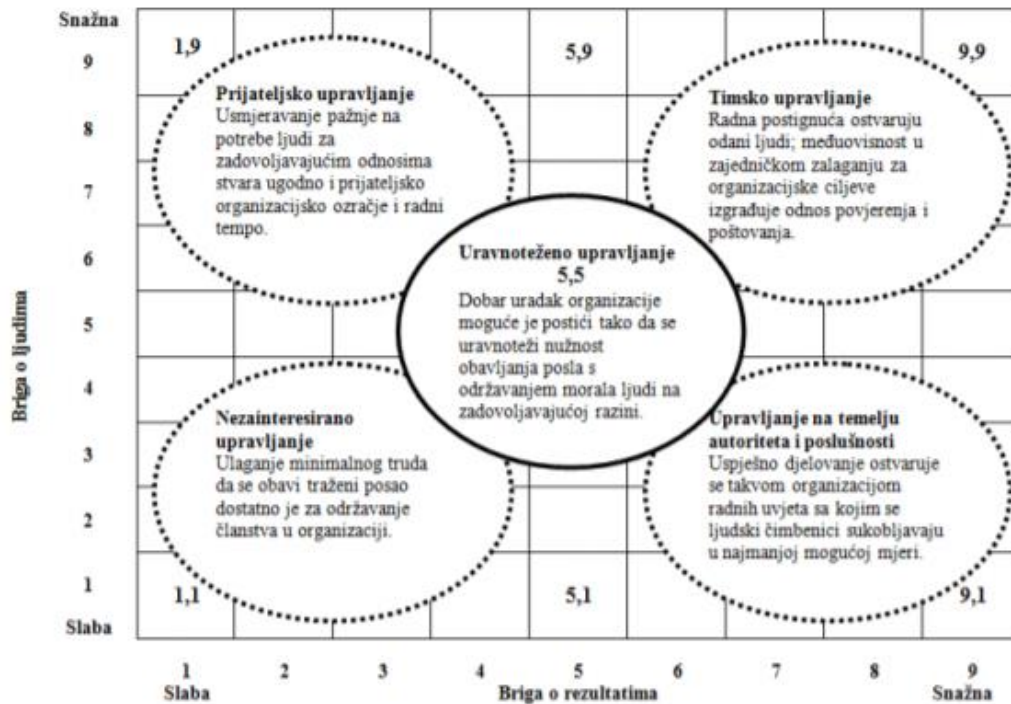 Snažna
9
8
7
6
5
4
3
2
1
Slaba
Briga o ljudima
1,9
5,9
9,9
Prijateljsko upravljanje
Usmjeravanje pažnje na
potrebe ljudi za
zadovoljavajućim odnosima
stvara ugodno i prijateljsko
organizacijsko ozračje i radni
tempo.
Timsko upravljanje
Radna postignuća ostvaruju
odani ljudi; međuovisnost u
zajedničkom zalaganju za
organizacijske ciljeve
izgrađuje odnos povjerenja i
poštovanja.
Uravnoteženo upravljanje
5,5
Dobar uradak organizacije
moguće je postići tako da se
uravnoteži nužnost
obavljanja posla s
održavanjem morala ljudi na
zadovoljavajućoj razini.
Nezainteresirano
upravljanje
Ulaganje minimalnog truda
da se obavi traženi posao
dostatno je za održavanje
članstva u organizaciji.
Upravljanje na temelju
autoriteta i poslušnosti
Uspješno djelovanje ostvaruje
se takvom organizacijom
radnih uvjeta sa kojim se
ljudski čimbenici sukobljavaju
u najmanjoj mogućoj mjeri.
1,1
5,1
9,1
1 2 3 4 5 6 7 8 9
Slaba Briga o rezultatima Snažna